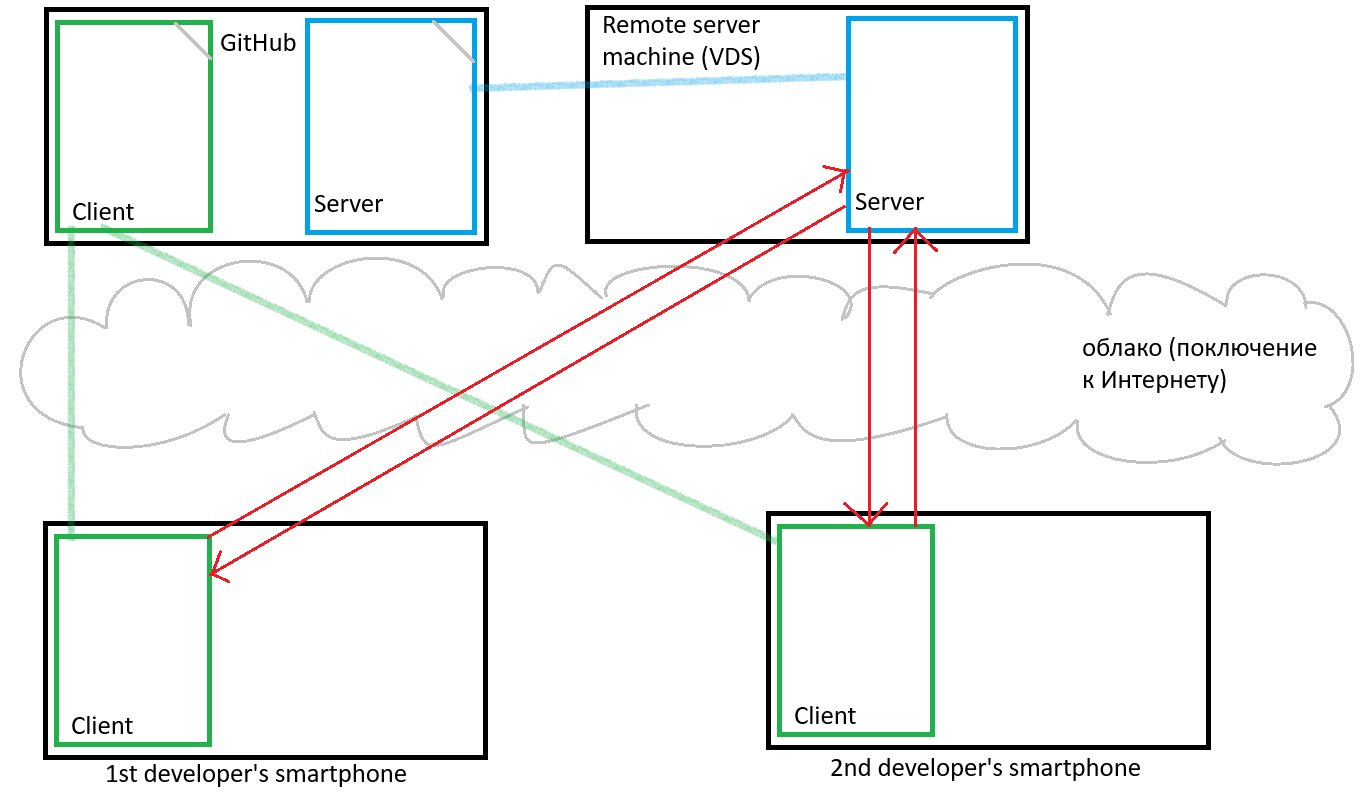 GitHub
Client
Server
Remote server
machine (VDS)
Server
облако (поключение
к Интернету)
Client
1st developer's smartphone
Client
2nd developer's smartphone